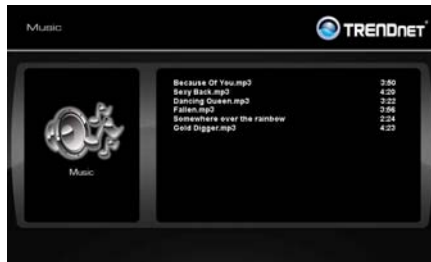 Music
TRENDNET
Because Of You.mp3 3:50
Sexy Back.mp3 4:20
Dancing Queen.mp3 3:22
Fallen.mp3 3:56
Somewhere over the rainbow 2:24
Gold Digger.mp3 4:23
Music